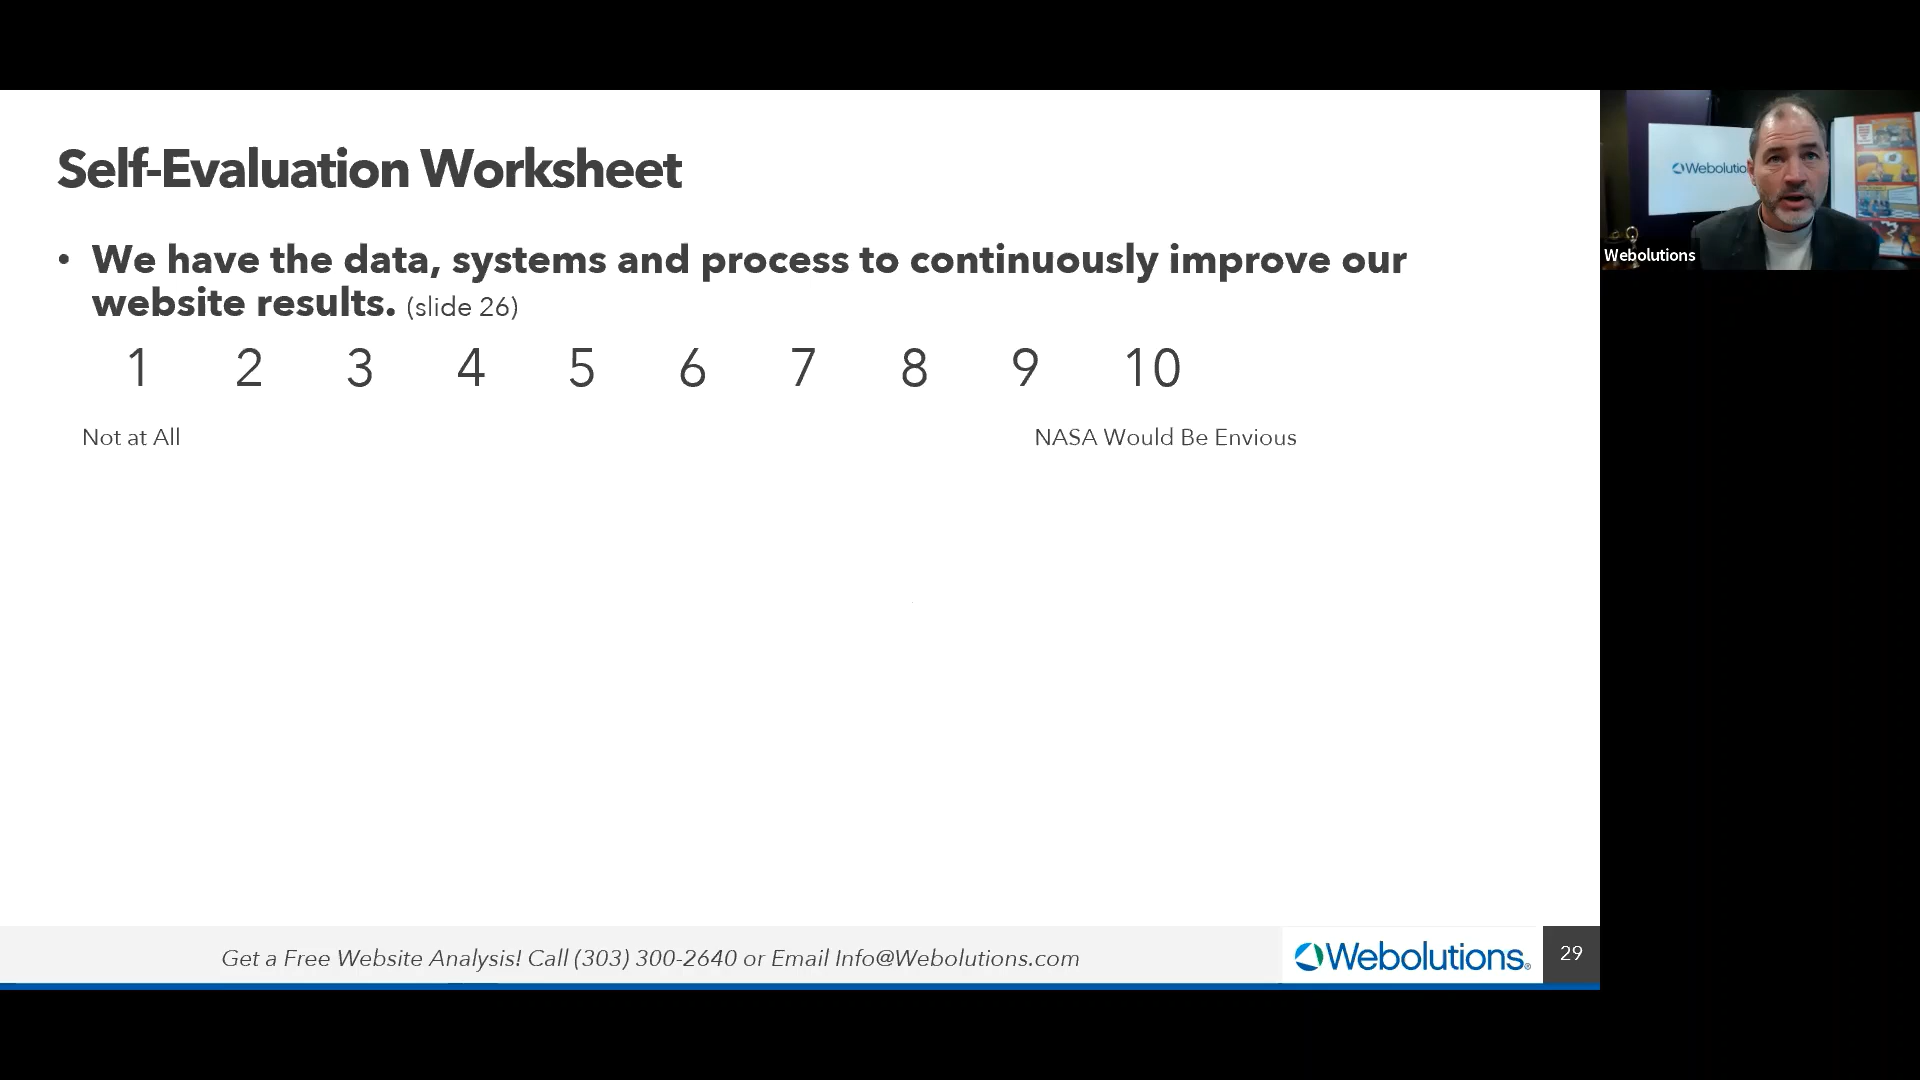 Self-Evaluation Worksheet
• We have the data, systems and process to continuously improve our
website results. (slide 26)
1 2 3 4 5 6 7 8 9 10
Not at All NASA Would Be Envious
Webolutio
Webolutions
Get a Free Website Analysis! Call (303) 300-2640 or Email Info@Webolutions.com
Webolutions®
29